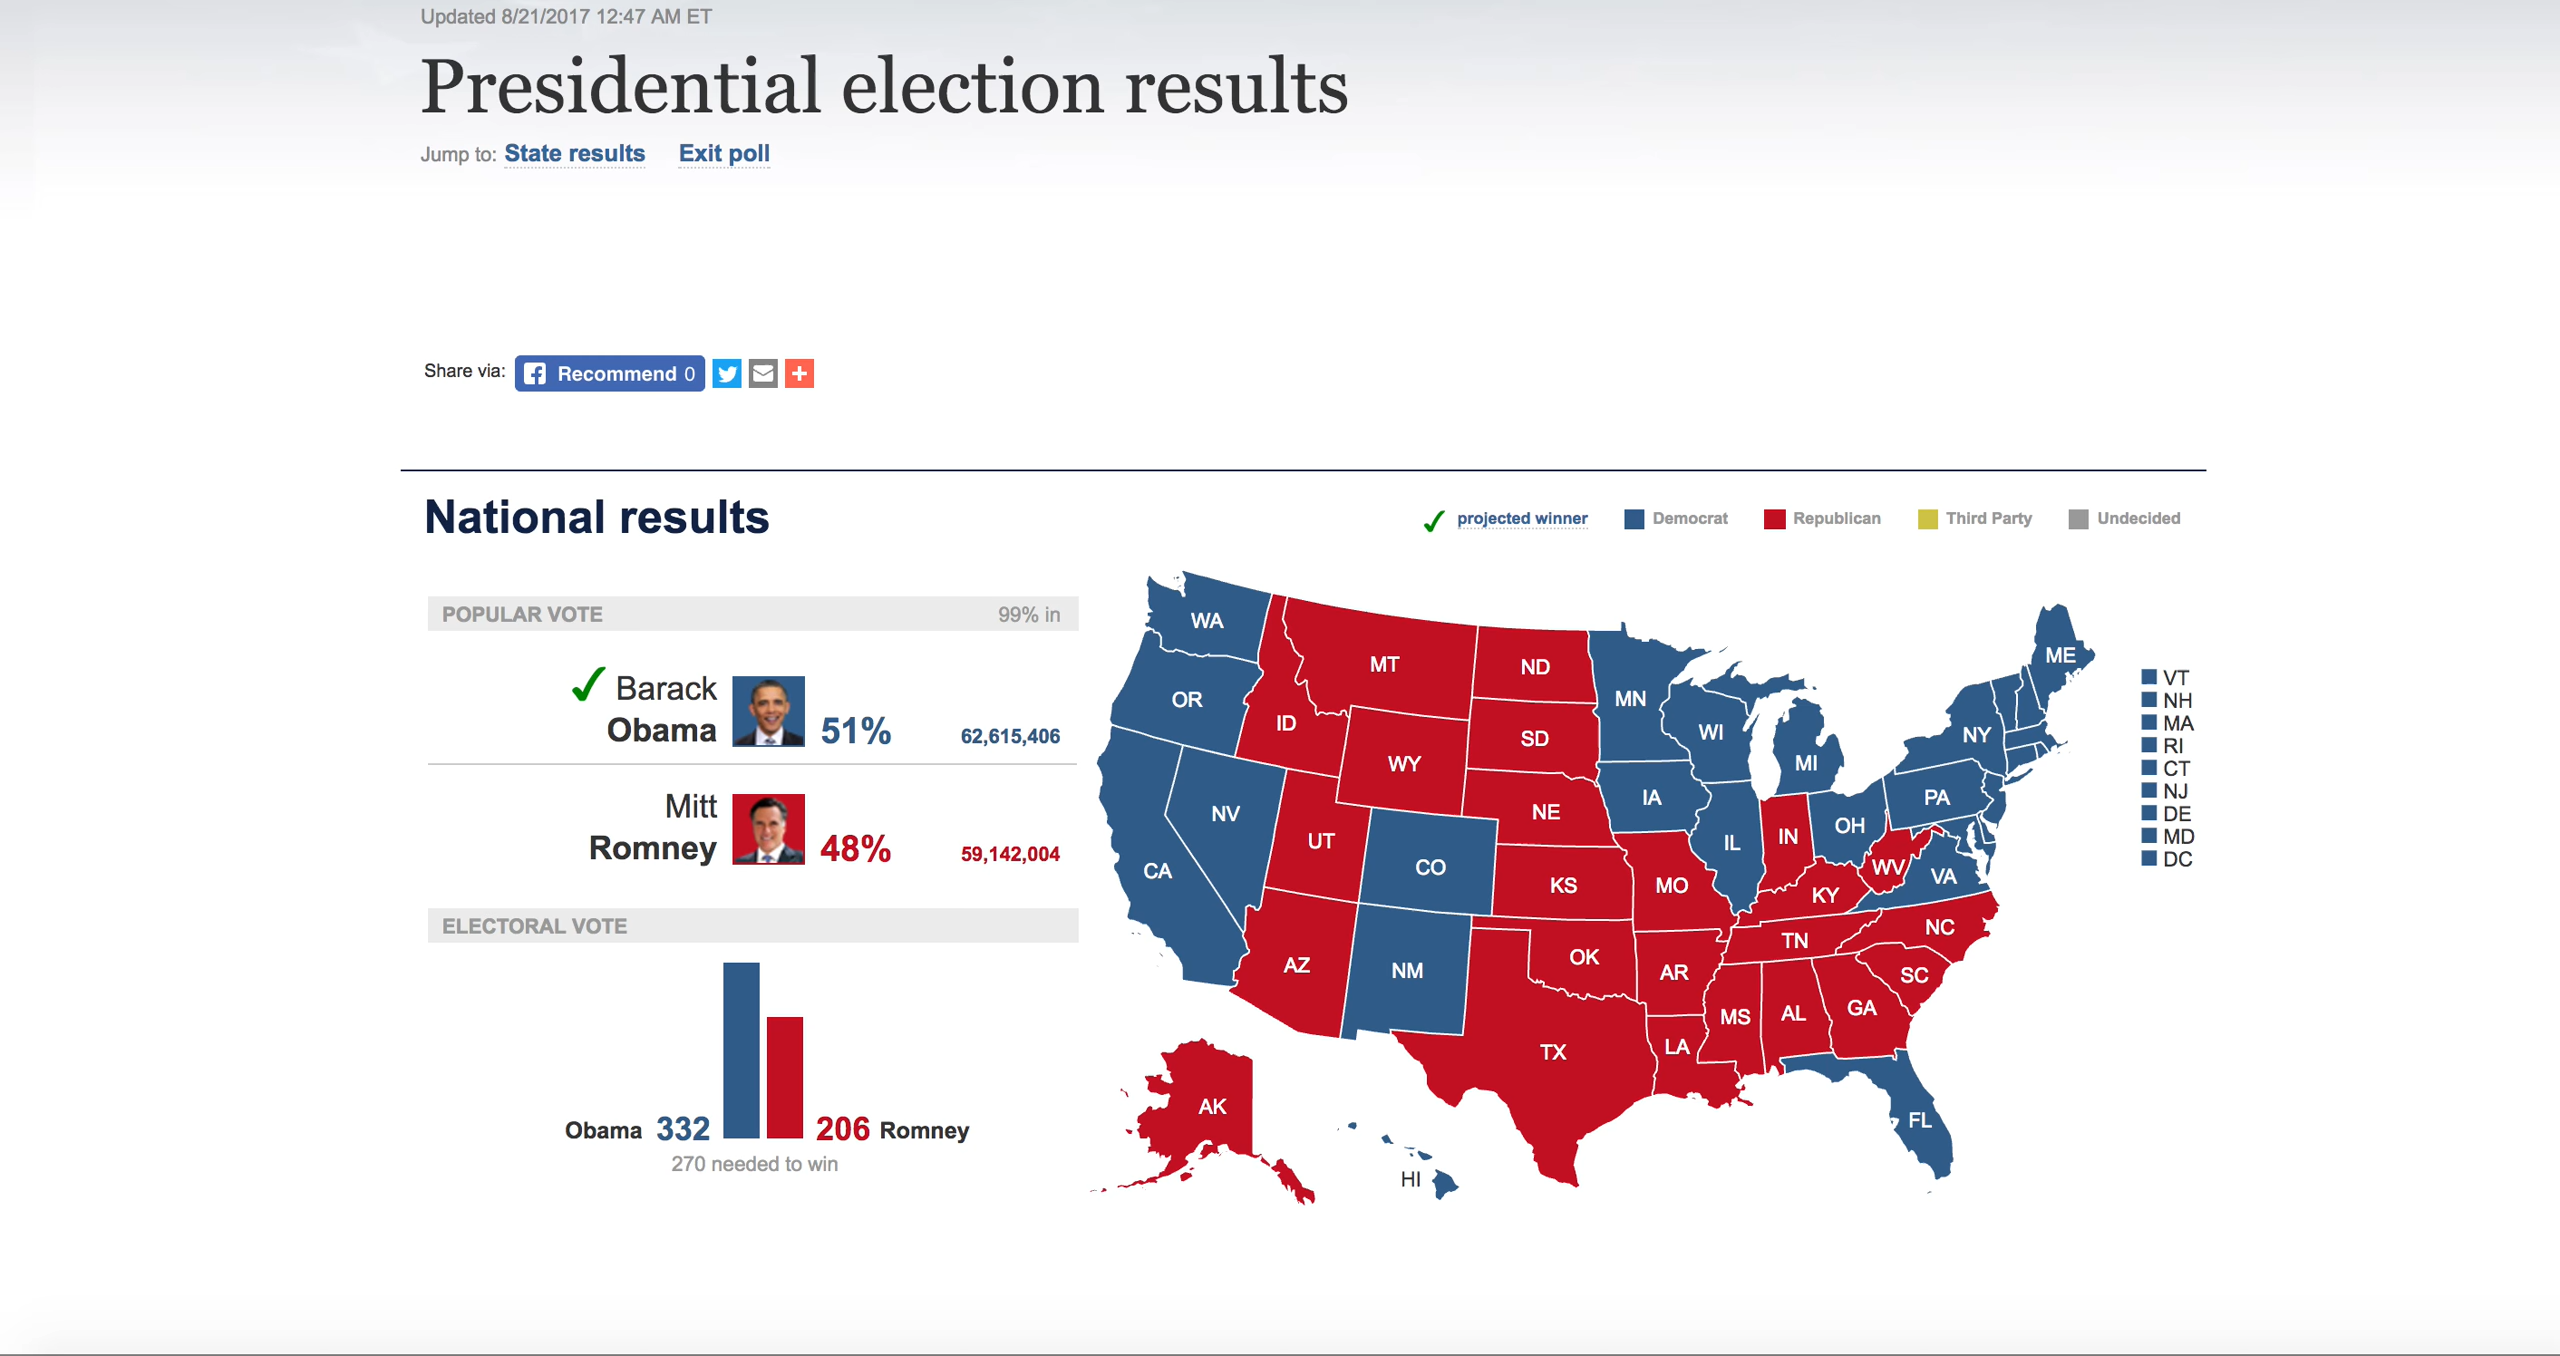 Updated 8/21/2017 12:47 AM ET
Presidential election results
Jump to: State results Exit poll
Share via: Recommend 0
National results
projected winner Democrat Republican Third Party Undecided
POPULAR VOTE 99% in
Barack
Obama 51% 62,615,406
Mitt
Romney 48% 59,142,004
ELECTORAL VOTE
Obama 332 206 Romney
270 needed to win
WA
MT
ND
ME
OR
ID
MN
SD
WI
NY
WY
MI
NV
NE
IA
PA
UT
CO
IL
IN
OH
CA
KS
MO
KY
WV
VA
AZ
NM
OK
AR
TN
NC
SC
MS
AL
GA
TX
LA
FL
AK
HI
VT
NH
MA
RI
CT
NJ
DE
MD
DC